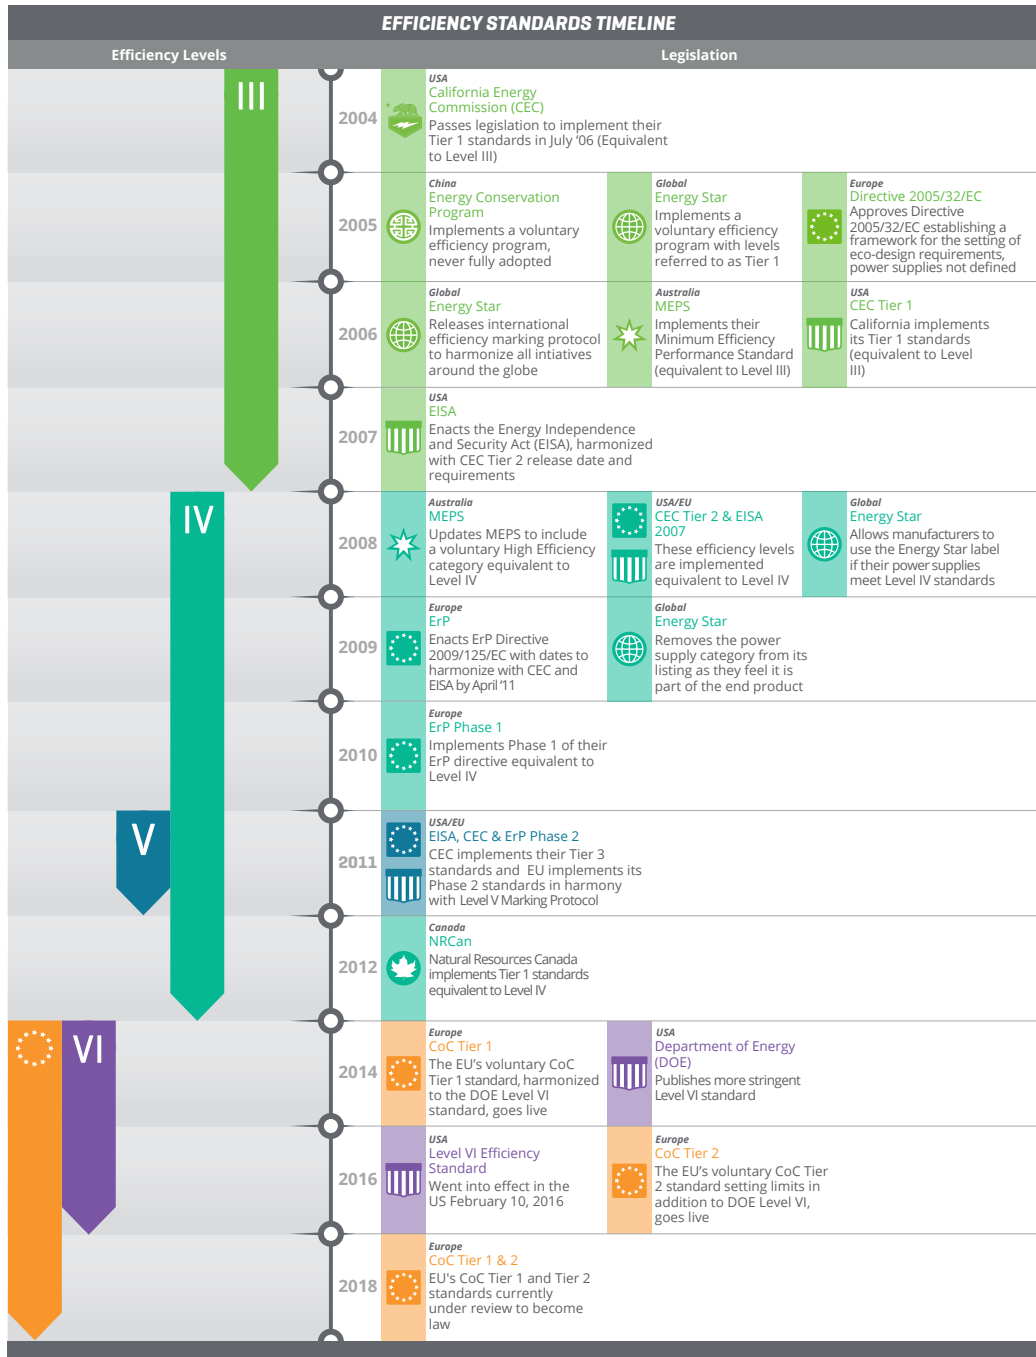 EFFICIENCY STANDARDS TIMELINE
Efficiency Levels
Legislation
III
2004
USA
California Energy
Commission (CEC)
Passes legislation to implement their
Tier 1 standards in July ‘06 (Equivalent
to Level III)
2005
China
Energy Conservation
Program
Implements a voluntary
efficiency program,
never fully adopted
Global
Energy Star
Implements a
voluntary efficiency
program with levels
referred to as Tier 1
Europe
Directive 2005/32/EC
Approves Directive
2005/32/EC establishing a
framework for the setting of
eco-design requirements,
power supplies not defined
2006
Global
Energy Star
Releases international
efficiency marking protocol
to harmonize all intiatives
around the globe
Australia
MEPS
Implements their
Minimum Efficiency
Performance Standard
(equivalent to Level III)
USA
CEC Tier 1
California implements
its Tier 1 standards
(equivalent to Level
III)
2007
USA
EISA
Enacts the Energy Independence
and Security Act (EISA), harmonized
with CEC Tier 2 release date and
requirements
IV
2008
Australia
MEPS
Updates MEPS to include
a voluntary High Efficiency
category equivalent to
Level IV
USA/EU
CEC Tier 2 & EISA
2007
These efficiency levels
are implemented
equivalent to Level IV
Global
Energy Star
Allows manufacturers to
use the Energy Star label
if their power supplies
meet Level IV standards
2009
Europe
ErP
Enacts ErP Directive
2009/125/EC with dates to
harmonize with CEC and
EISA by April ‘11
Global
Energy Star
Removes the power
supply category from its
listing as they feel it is
part of the end product
2010
Europe
ErP Phase 1
Implements Phase 1 of their
ErP directive equivalent to
Level IV
V
2011
USA/EU
EISA, CEC & ErP Phase 2
CEC implements their Tier 3
standards and EU implements its
Phase 2 standards in harmony
with Level V Marking Protocol
2012
Canada
NRCan
Natural Resources Canada
implements Tier 1 standards
equivalent to Level IV
VI
2014
Europe
CoC Tier 1
The EU’s voluntary CoC
Tier 1 standard, harmonized
to the DOE Level VI
standard, goes live
USA
Department of Energy
(DOE)
Publishes more stringent
Level VI standard
2016
USA
Level VI Efficiency
Standard
Went into effect in the
US February 10, 2016
Europe
CoC Tier 2
The EU’s voluntary CoC Tier
2 standard setting limits in
addition to DOE Level VI,
goes live
2018
Europe
CoC Tier 1 & 2
EU's CoC Tier 1 and Tier 2
standards currently
under review to become
law